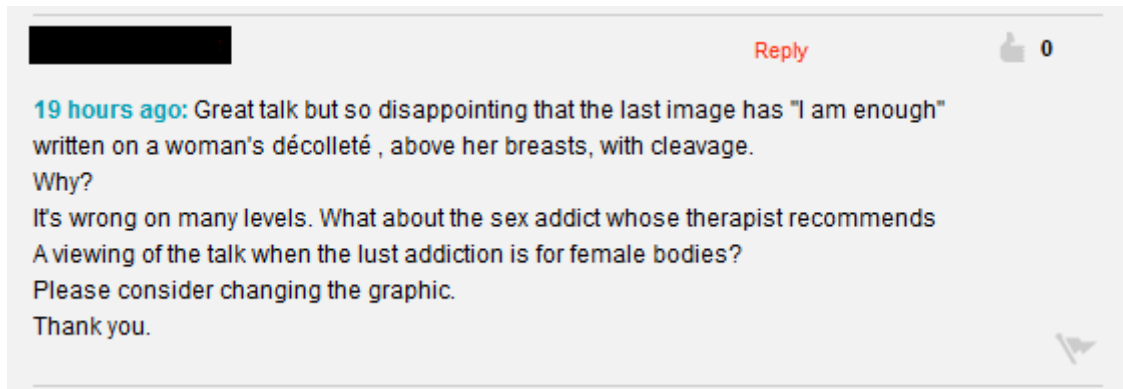 Reply 0
19 hours ago: Great talk but so disappointing that the last image has "I am enough"
written on a woman's décolleté , above her breasts, with cleavage.
Why?
It's wrong on many levels. What about the sex addict whose therapist recommends
A viewing of the talk when the lust addiction is for female bodies?
Please consider changing the graphic.
Thank you.